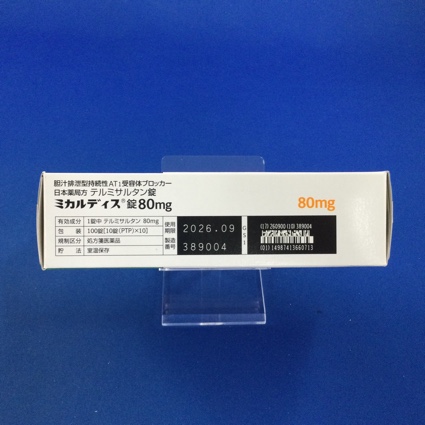 胆汁排泄型持続性AT1受容体ブロッカー
日本薬局方 テルミサルタン錠
ミカルディス®錠80mg
80mg
有効成分 1錠中 テルミサルタン 80mg
包装 100錠[10錠(PTP)×10]
規制区分 処方箋医薬品
貯法 室温保存
使用期限 2026.09
製造番号 389004
GS1
(17) 260900 (10) 389004
(01) 14987413660713